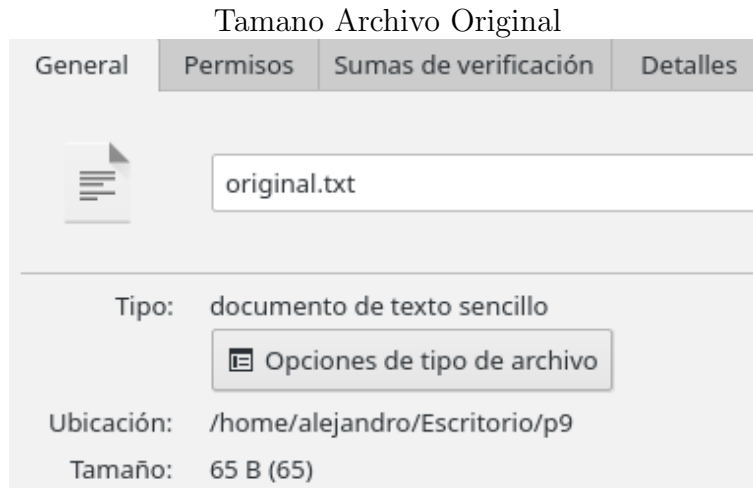 Tamano Archivo Original
General Permisos Sumas de verificación Detalles
original.txt
Tipo: documento de texto sencillo
Opciones de tipo de archivo
Ubicación: /home/alejandro/Escritorio/p9
Tamaño: 65 B (65)